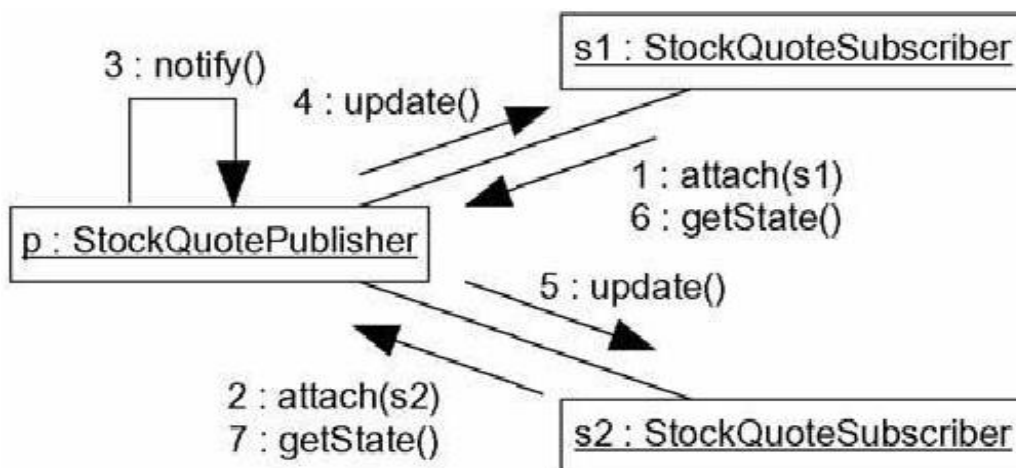 s1 : StockQuoteSubscriber
3 : notify()
4 : update()
1 : attach(s1)
6 : getState()
p : StockQuotePublisher
5 : update()
2 : attach(s2)
7 : getState()
s2 : StockQuoteSubscriber